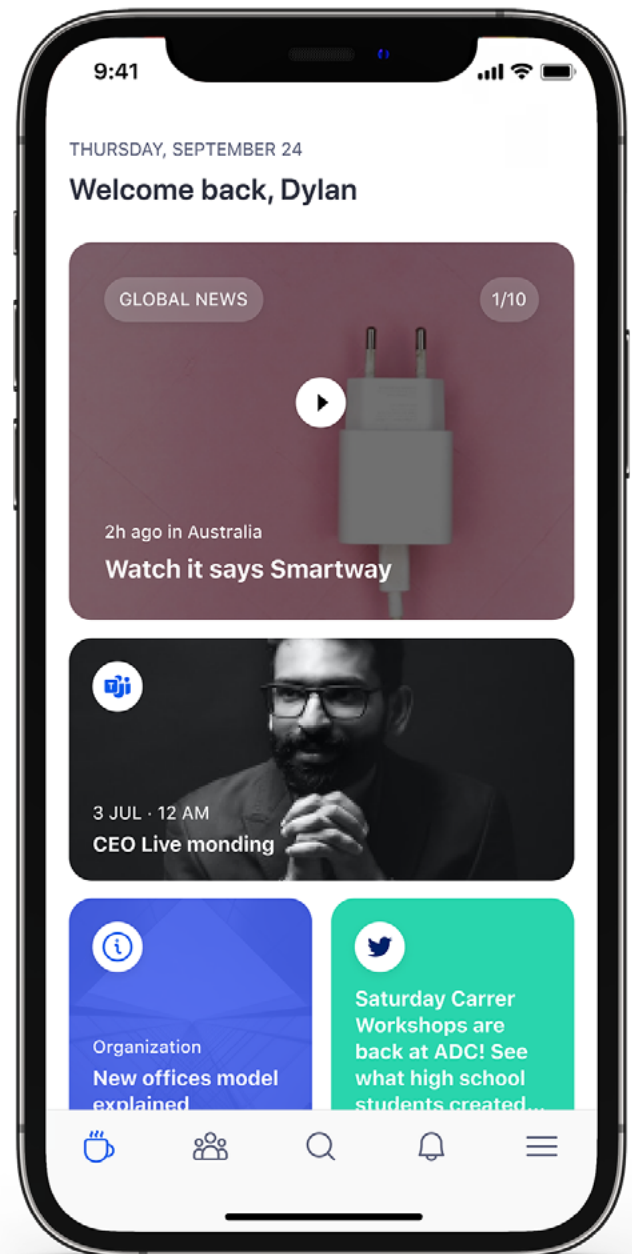 9:41
THURSDAY, SEPTEMBER 24
Welcome back, Dylan
GLOBAL NEWS
1/10
2h ago in Australia
Watch it says Smartway
3 JUL · 12 AM
CEO Live monding
Organization
New offices model
explained
Saturday Carrer
Workshops are
back at ADC! See
what high school
students created...